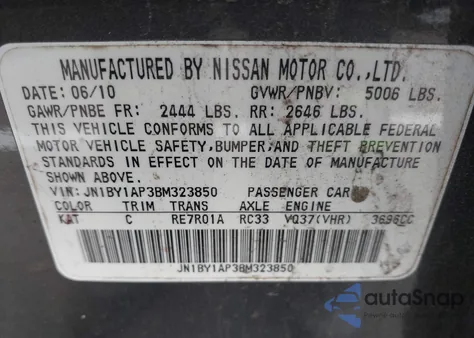 MANUFACTURED BY NISSAN MOTOR CO.,LTD.
DATE: 06/10 GVWR/PNBV: 5006 LBS.
GAWR/PNBE FR: 2444 LBS. RR: 2646 LBS.
THIS VEHICLE CONFORMS TO ALL APPLICABLE FEDERAL
MOTOR VEHICLE SAFETY,BUMPER,AND THEFT PREVENTION
STANDARDS IN EFFECT ON THE DATE OF MANUFACTURE
SHOWN ABOVE.
VIN: JN1BY1AP3BM323850 PASSENGER CAR
COLOR TRIM TRANS AXLE ENGINE
KAT C RE7R01A RC33 VQ37(VHR) 3696CC
JN1BY1AP3BM323850
autoSnap